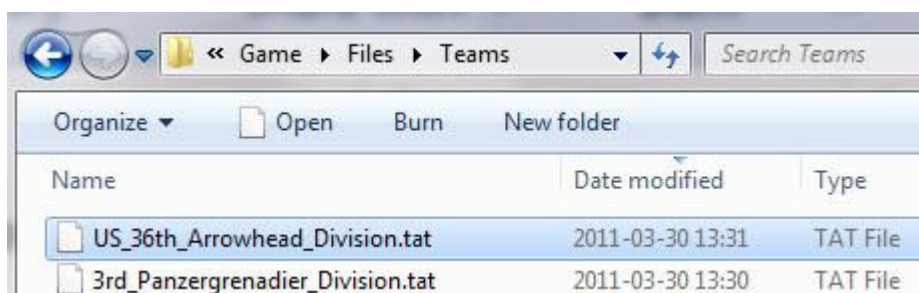 « Game Files Teams Search Teams
Organize Open Burn New folder
Name Date modified Type
US_36th_Arrowhead_Division.tat 2011-03-30 13:31 TAT File
3rd_Panzergrenadier_Division.tat 2011-03-30 13:30 TAT File